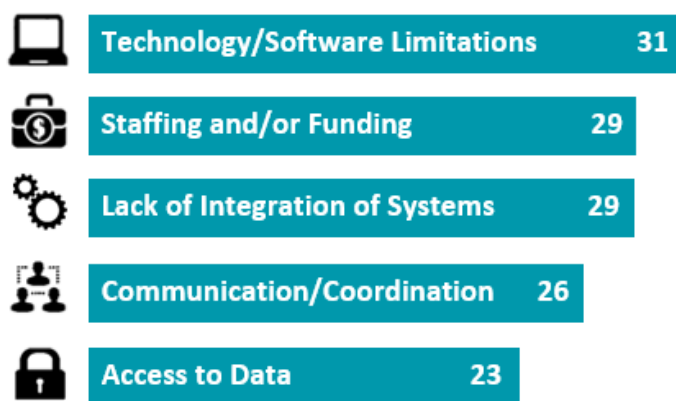 Technology/Software Limitations 31
$
Staffing and/or Funding 29
Lack of Integration of Systems 29
Communication/Coordination 26
Access to Data 23